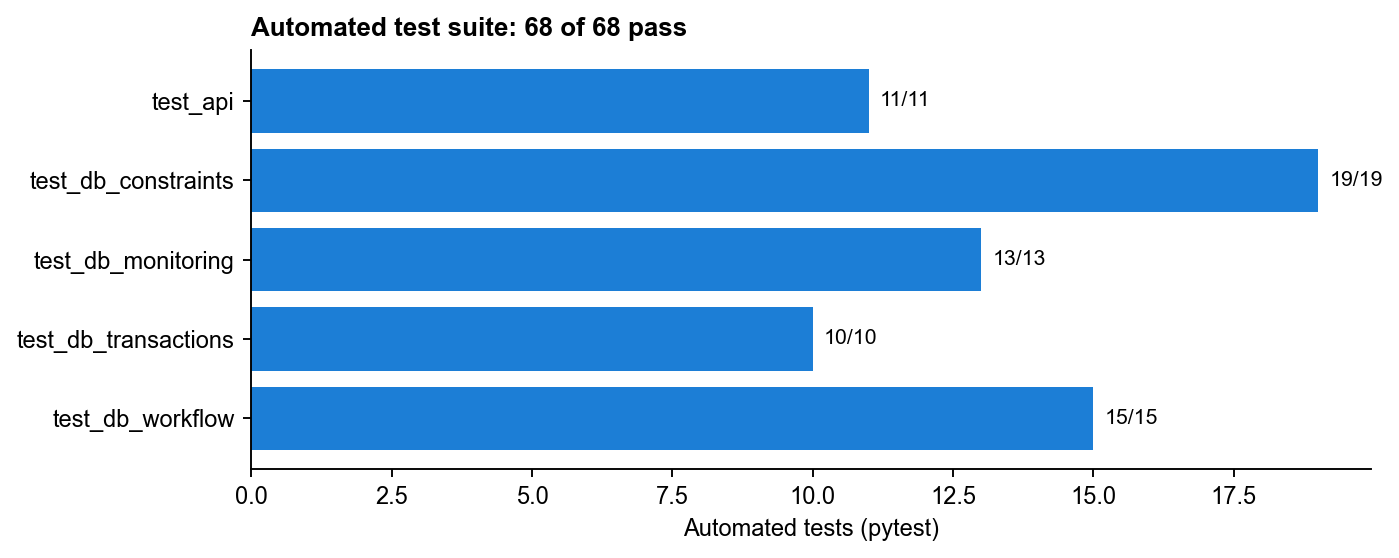 Automated test suite: 68 of 68 pass
test_api
11/11
test_db_constraints
19/19
test_db_monitoring
13/13
test_db_transactions
10/10
test_db_workflow
15/15
0.0 2.5 5.0 7.5 10.0 12.5 15.0 17.5
Automated tests (pytest)